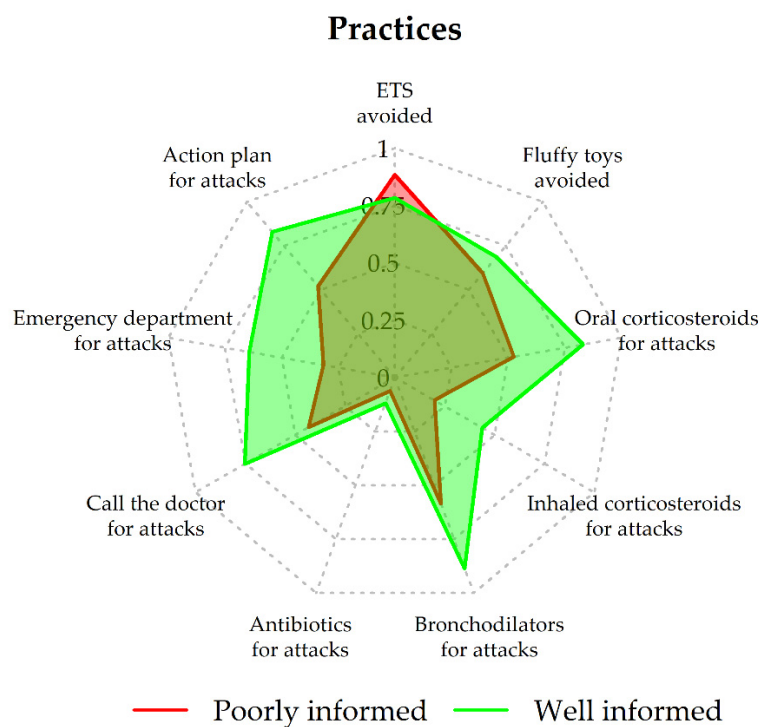 Practices
ETS
avoided
Fluffy toys
avoided
Action plan
for attacks
1
0.75
0.5
0.25
0
Emergency department
for attacks
Oral corticosteroids
for attacks
Call the doctor
for attacks
Inhaled corticosteroids
for attacks
Antibiotics
for attacks
Bronchodilators
for attacks
Poorly informed
Well informed